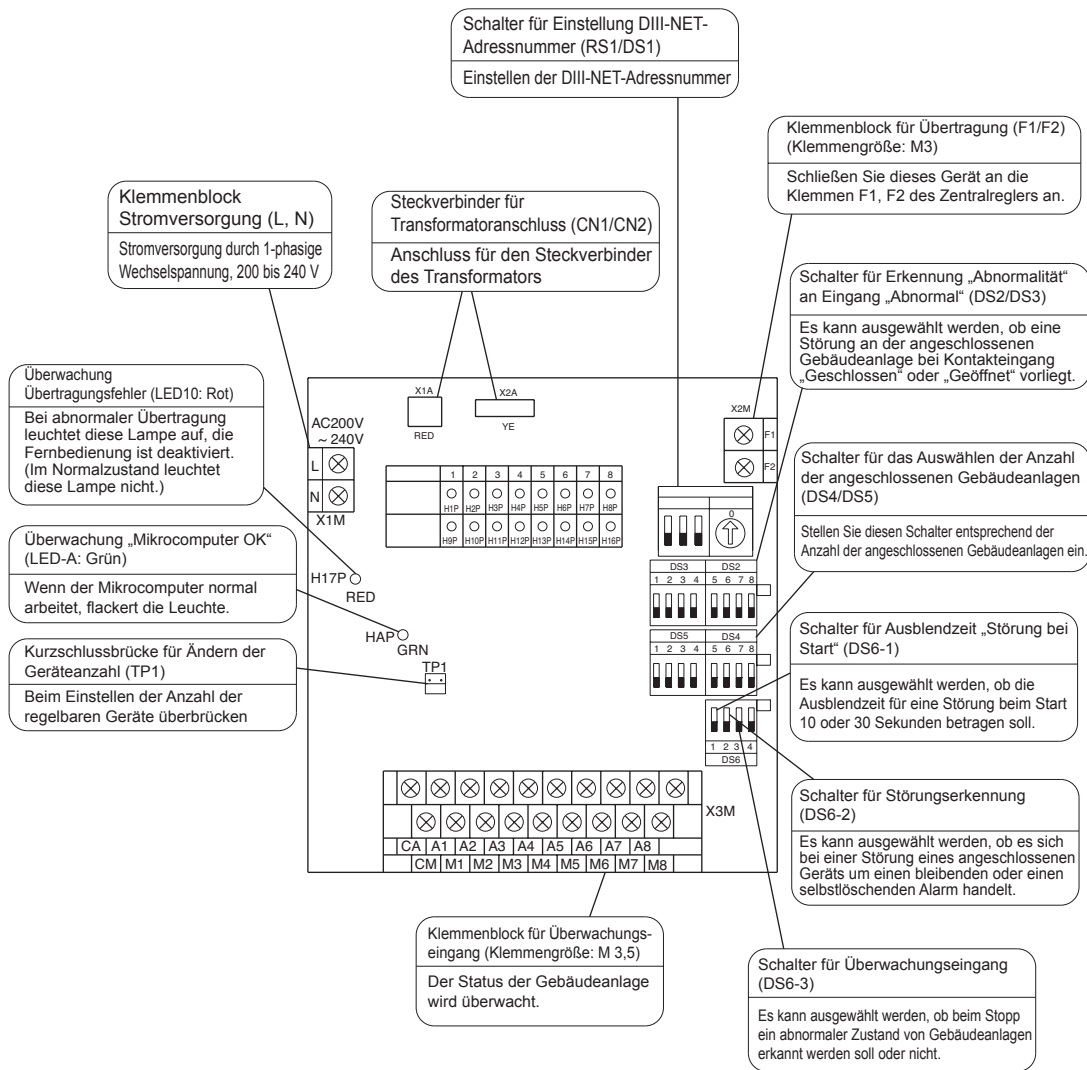 Schalter für Einstellung DIII-NET-
Adressnummer (RS1/DS1)
Einstellen der DIII-NET-Adressnummer
Klemmenblock für Übertragung (F1/F2)
(Klemmengröße: M3)
Schließen Sie dieses Gerät an die
Klemmen F1, F2 des Zentralreglers an.
Klemmenblock
Stromversorgung (L, N)
Stromversorgung durch 1-phasige
Wechselspannung, 200 bis 240 V
Steckverbinder für
Transformatoranschluss (CN1/CN2)
Anschluss für den Steckverbinder
des Transformators
Schalter für Erkennung „Abnormalität“
an Eingang „Abnormal“ (DS2/DS3)
Es kann ausgewählt werden, ob eine
Störung an der angeschlossenen
Gebäudeanlage bei Kontakteingang
„Geschlossen“ oder „Geöffnet“ vorliegt.
Überwachung
Übertragungsfehler (LED10: Rot)
Bei abnormaler Übertragung
leuchtet diese Lampe auf, die
Fernbedienung ist deaktiviert.
(Im Normalzustand leuchtet
diese Lampe nicht.)
Überwachung „Mikrocomputer OK“
(LED-A: Grün)
Wenn der Mikrocomputer normal
arbeitet, flackert die Leuchte.
Kurzschlussbrücke für Ändern der
Geräteanzahl (TP1)
Beim Einstellen der Anzahl der
regelbaren Geräte überbrücken
AC200V
~ 240V
L
N
X1M
X1A
RED
X2A
YE
X2M
F1
F2
1 2 3 4 5 6 7 8
H1P H2P H3P H4P H5P H6P H7P H8P
H9P H10P H11P H12P H13P H14P H15P H16P
0
H17P
RED
HAP
GRN
TP1
DS3 DS2
1 2 3 4 5 6 7 8
DS5 DS4
1 2 3 4 5 6 7 8
1 2 3 4
DS6
X3M
CA A1 A2 A3 A4 A5 A6 A7 A8
CM M1 M2 M3 M4 M5 M6 M7 M8
Schalter für das Auswählen der Anzahl
der angeschlossenen Gebäudeanlagen
(DS4/DS5)
Stellen Sie diesen Schalter entsprechend der
Anzahl der angeschlossenen Gebäudeanlagen ein.
Schalter für Ausblendzeit „Störung bei
Start“ (DS6-1)
Es kann ausgewählt werden, ob die
Ausblendzeit für eine Störung beim Start
10 oder 30 Sekunden betragen soll.
Schalter für Störungserkennung
(DS6-2)
Es kann ausgewählt werden, ob es sich
bei einer Störung eines angeschlossenen
Geräts um einen bleibenden oder einen
selbstlöschenden Alarm handelt.
Klemmenblock für Überwachungs-
eingang (Klemmengröße: M 3,5)
Der Status der Gebäudeanlage
wird überwacht.
Schalter für Überwachungseingang
(DS6-3)
Es kann ausgewählt werden, ob beim Stopp
ein abnormaler Zustand von Gebäudeanlagen
erkannt werden soll oder nicht.